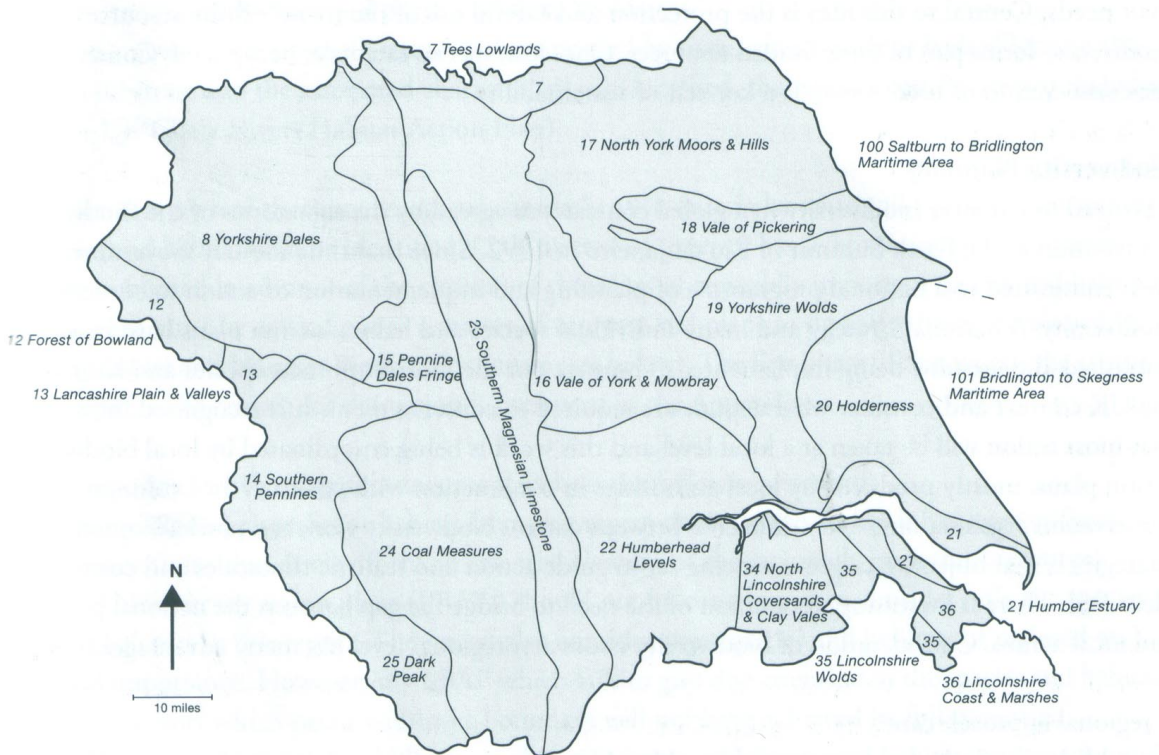 7 Tees Lowlands
7
17 North York Moors & Hills
100 Saltburn to Bridlington
Maritime Area
8 Yorkshire Dales
18 Vale of Pickering
12
19 Yorkshire Wolds
12 Forest of Bowland
13
15 Pennine
Dales Fringe
23 Southern Magnesian Limestone
16 Vale of York & Mowbray
13 Lancashire Plain & Valleys
101 Bridlington to Skegness
Maritime Area
20 Holderness
14 Southern
Pennines
24 Coal Measures
22 Humberhead
Levels
34 North
Lincolnshire
Coversands
& Clay Vales
35
21
21
36
21 Humber Estuary
35
N
25 Dark
Peak
35 Lincolnshire
Wolds
36 Lincolnshire
Coast & Marshes
10 miles